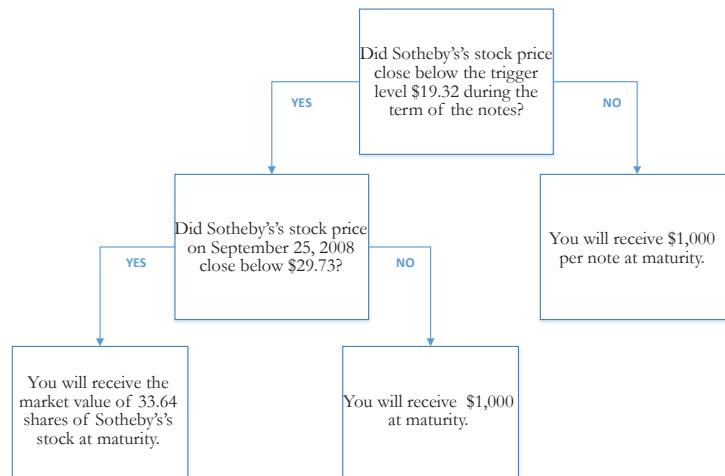 Did Sotheby's's stock price
close below the trigger
level $19.32 during the
term of the notes?
YES
NO
Did Sotheby's's stock price
on September 25, 2008
close below $29.73?
You will receive $1,000
per note at maturity.
YES
NO
You will receive the
market value of 33.64
shares of Sotheby's's
stock at maturity.
You will receive $1,000
at maturity.